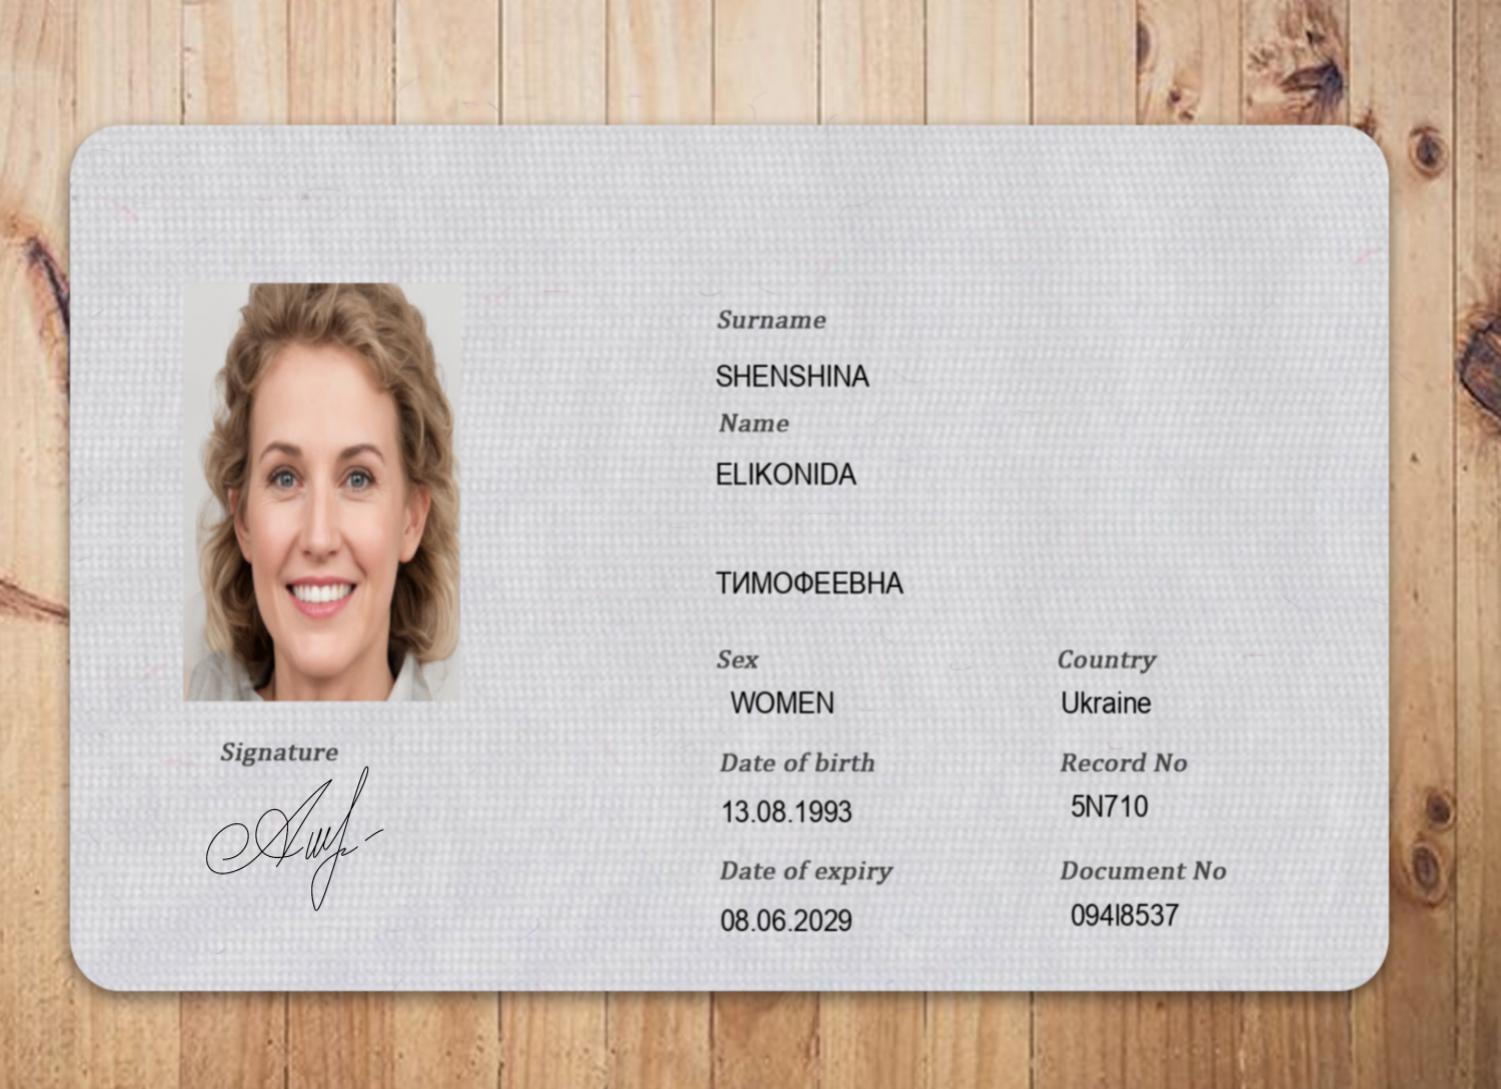 Surname
SHENSHINA
Name
ELIKONIDA
ТИМОФЕЕВНА
Sex Country
WOMEN Ukraine
Date of birth Record No
Signature
13.08.1993 5N710
Date of expiry Document No
08.06.2029 094I8537